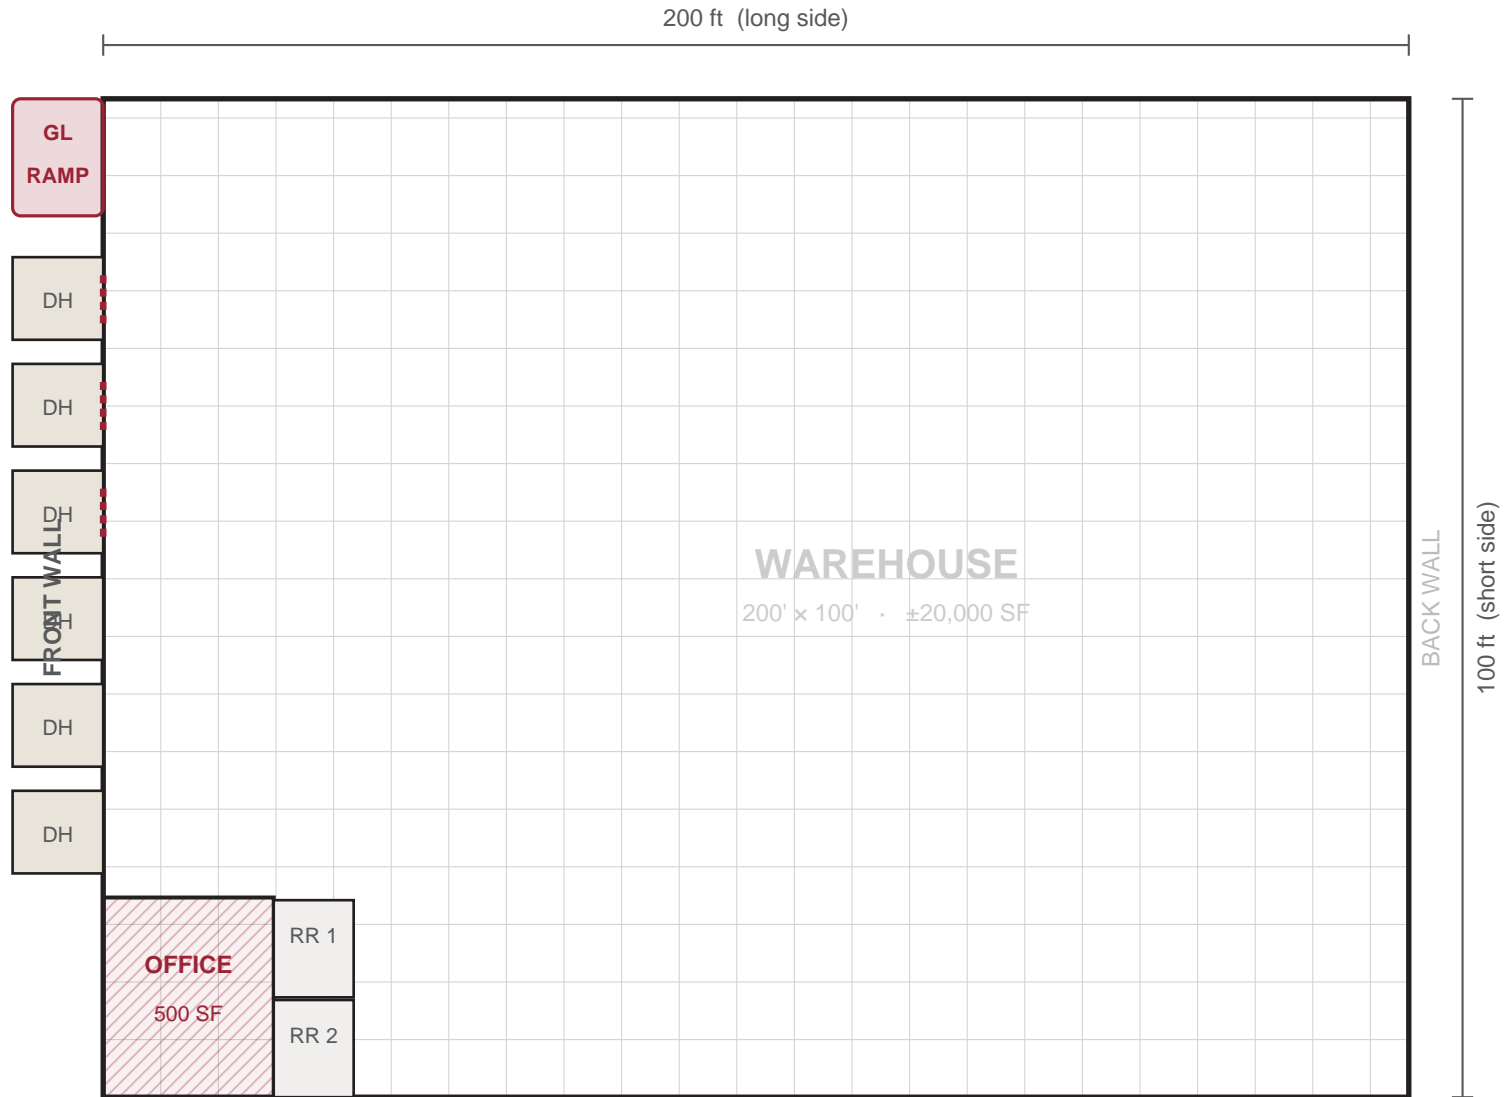 200 ft (long side)
GL
RAMP
DH
DH
DH
DH
DH
DH
FRONT WALL
WAREHOUSE
200' × 100' · ±20,000 SF
BACK WALL
100 ft (short side)
OFFICE
500 SF
RR 1
RR 2